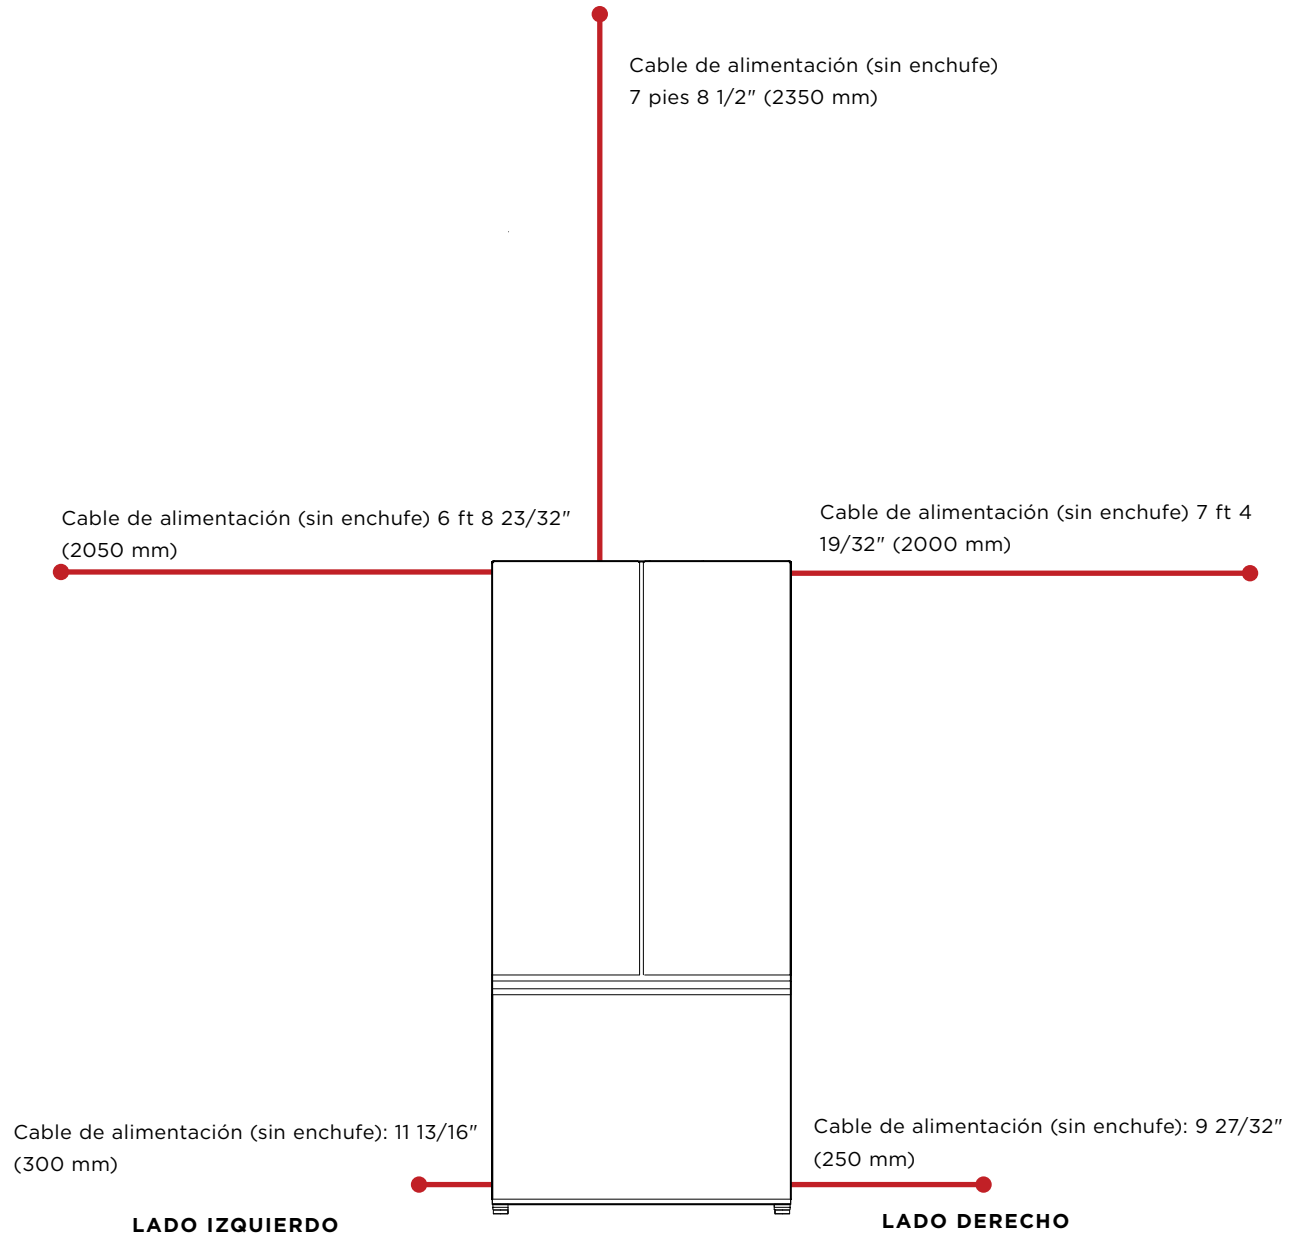 Cable de alimentación (sin enchufe)
7 pies 8 1/2" (2350 mm)
Cable de alimentación (sin enchufe) 6 ft 8 23/32"
(2050 mm)
Cable de alimentación (sin enchufe) 7 ft 4
19/32" (2000 mm)
Cable de alimentación (sin enchufe): 11 13/16"
(300 mm)
Cable de alimentación (sin enchufe): 9 27/32"
(250 mm)
LADO IZQUIERDO
LADO DERECHO